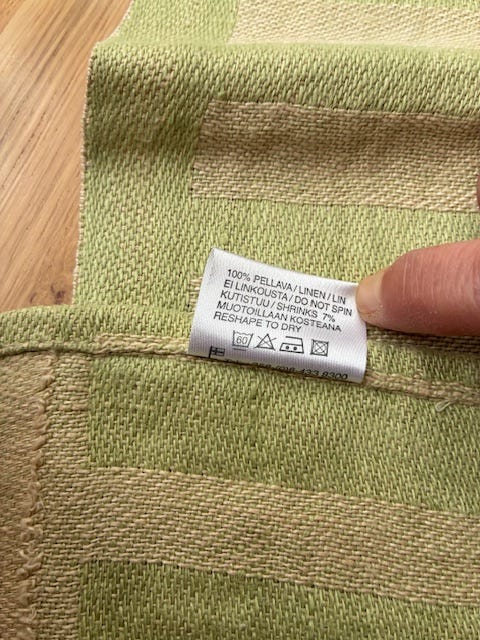 100% PELLAVA / LINEN / LIN
EI LINKOUSTA / DO NOT SPIN
KUTISTUU / SHRINKS 7%
MUOTOILLAAN KOSTEANA
RESHAPE TO DRY
60